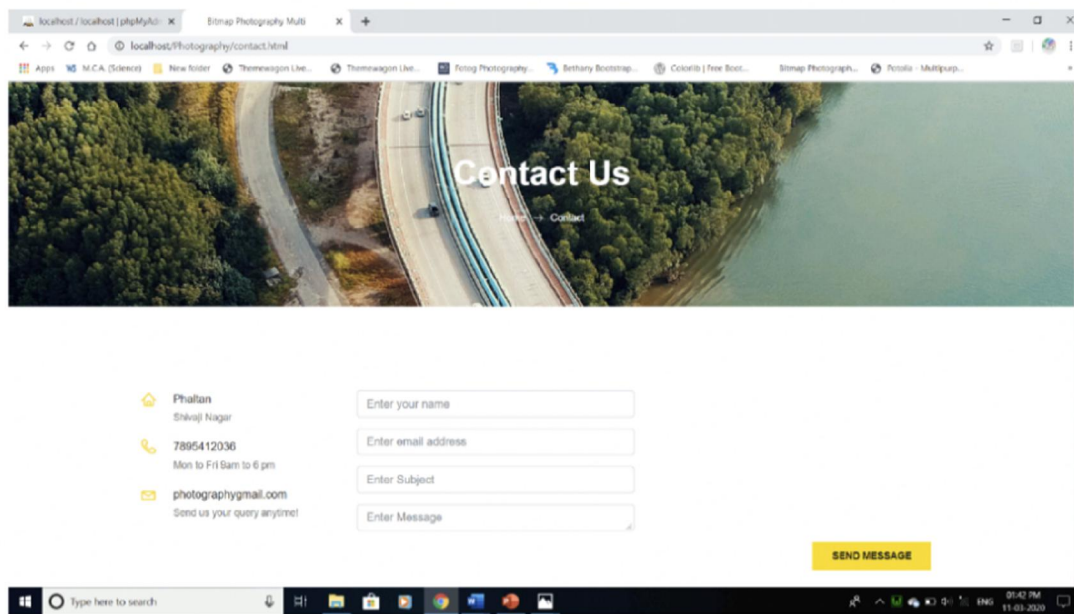 localhost / localhost | phpMyAd
Bitmap Photography Multi
localhost/Photography/contact.html
Apps
M.C.A. (Science)
New folder
Themewagon Live...
Themewagon Live...
Fotog Photography...
Bethany Bootstrap...
Colorlib | Free Boot...
Bitmap Photograph...
Potolia - Multipurp...
Contact Us
Home → Contact
Phaltan
Shivaji Nagar
7895412036
Mon to Fri 9am to 6 pm
photographygmail.com
Send us your query anytime!
Enter your name
Enter email address
Enter Subject
Enter Message
SEND MESSAGE
Type here to search
ENG
01:42 PM
11-03-2020